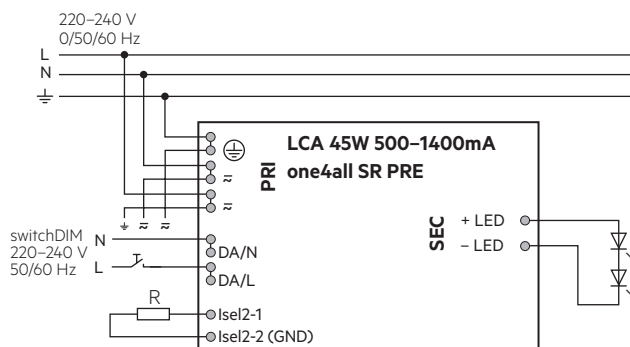 220–240 V
0/50/60 Hz
L
N
LCA 45W 500–1400mA
one4all SR PRE
PRI
SEC
+ LED
– LED
switchDIM
220–240 V
50/60 Hz
N
L
DA/N
DA/L
R
Isel2-1
Isel2-2 (GND)